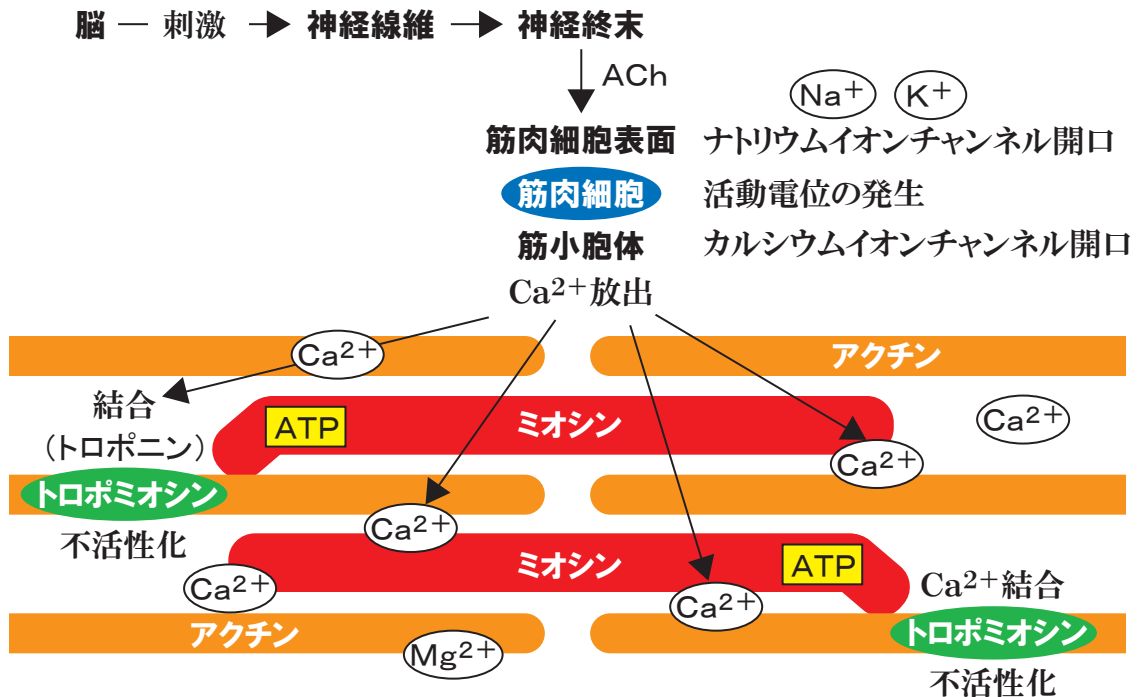 脳 — 刺激 → 神経線維 → 神経終末
ACh
Na+ K+
筋肉細胞表面 ナトリウムイオンチャンネル開口
筋肉細胞 活動電位の発生
筋小胞体 カルシウムイオンチャンネル開口
Ca2+放出
Ca2+
アクチン
結合
(トロポニン)
ATP
ミオシン
Ca2+
Ca2+
トロポミオシン
不活性化
Ca2+
Ca2+
ミオシン
ATP
Ca2+
Ca2+結合
アクチン
Mg2+
トロポミオシン
不活性化